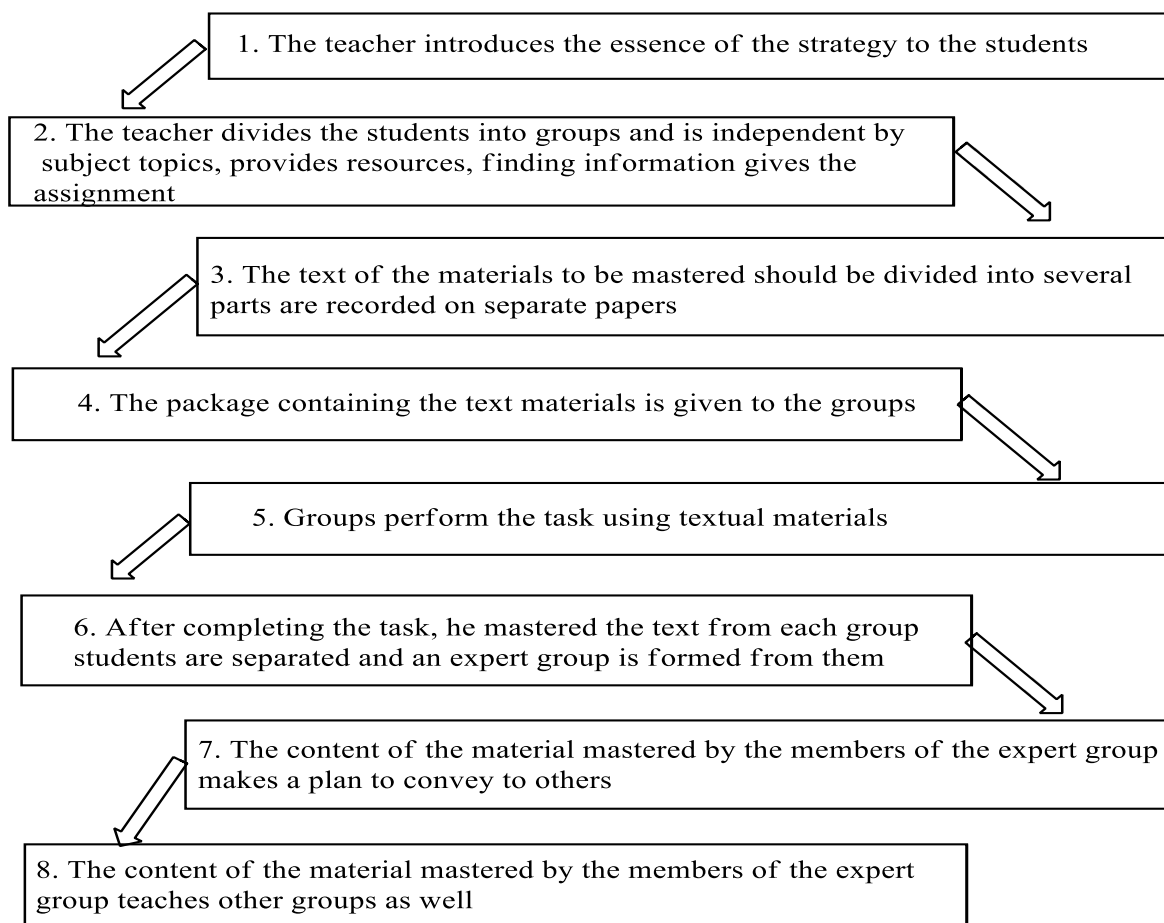 1. The teacher introduces the essence of the strategy to the students
2. The teacher divides the students into groups and is independent by
subject topics, provides resources, finding information gives the
assignment
3. The text of the materials to be mastered should be divided into several
parts are recorded on separate papers
4. The package containing the text materials is given to the groups
5. Groups perform the task using textual materials
6. After completing the task, he mastered the text from each group
students are separated and an expert group is formed from them
7. The content of the material mastered by the members of the expert group
makes a plan to convey to others
8. The content of the material mastered by the members of the expert
group teaches other groups as well